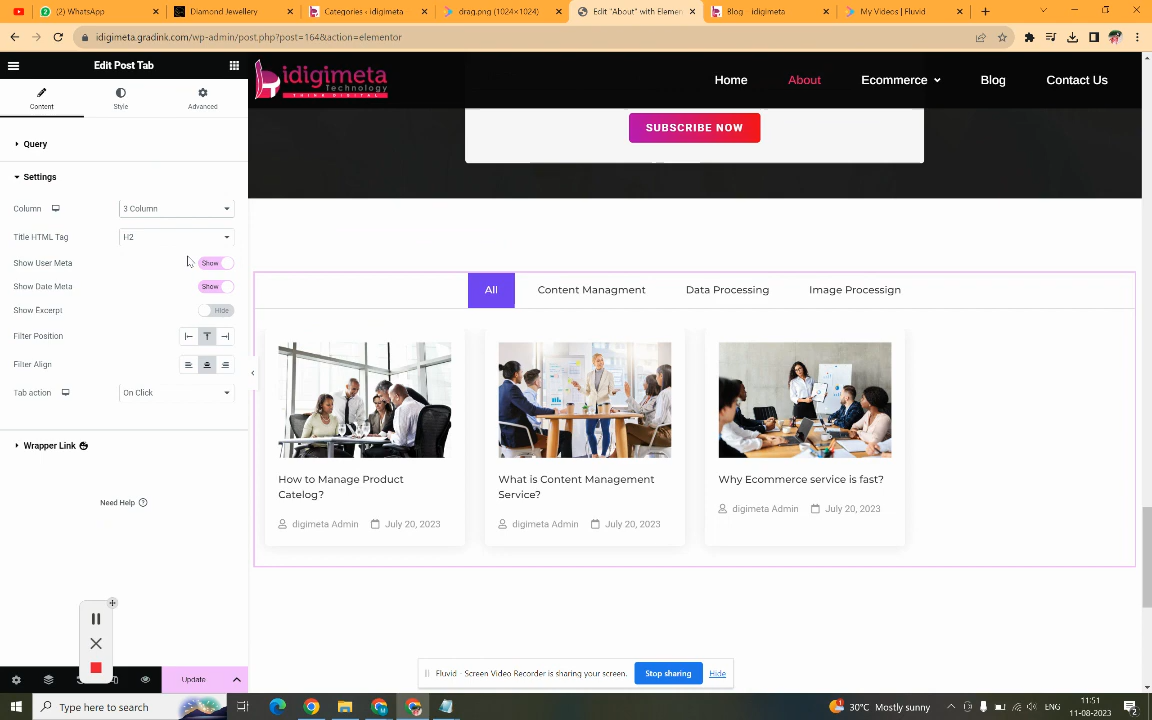 (2) WhatsApp
Diamond Jewellery
Categories ‹ idigimeta
drag.png (1024×1024)
Edit "About" with Elemen
Blog – idigimeta
My Videos | Fluvid
idigimeta.gradink.com/wp-admin/post.php?post=164&action=elementor
Edit Post Tab
Content
Style
Advanced
Query
Settings
Column
3 Column
Title HTML Tag
H2
Show User Meta
Show
Show Date Meta
Show
Show Excerpt
Hide
Filter Position
Filter Align
Tab action
On Click
Wrapper Link
Need Help
Update
idigimeta
Technology
THINK DIGITAL
Home
About
Ecommerce
Blog
Contact Us
SUBSCRIBE NOW
All
Content Managment
Data Processing
Image Processign
How to Manage Product
Catelog?
digimeta Admin
July 20, 2023
What is Content Management
Service?
digimeta Admin
July 20, 2023
Why Ecommerce service is fast?
digimeta Admin
July 20, 2023
Fluvid - Screen Video Recorder is sharing your screen.
Stop sharing
Hide
Type here to search
30°C Mostly sunny
ENG
11:51
11-08-2023
2